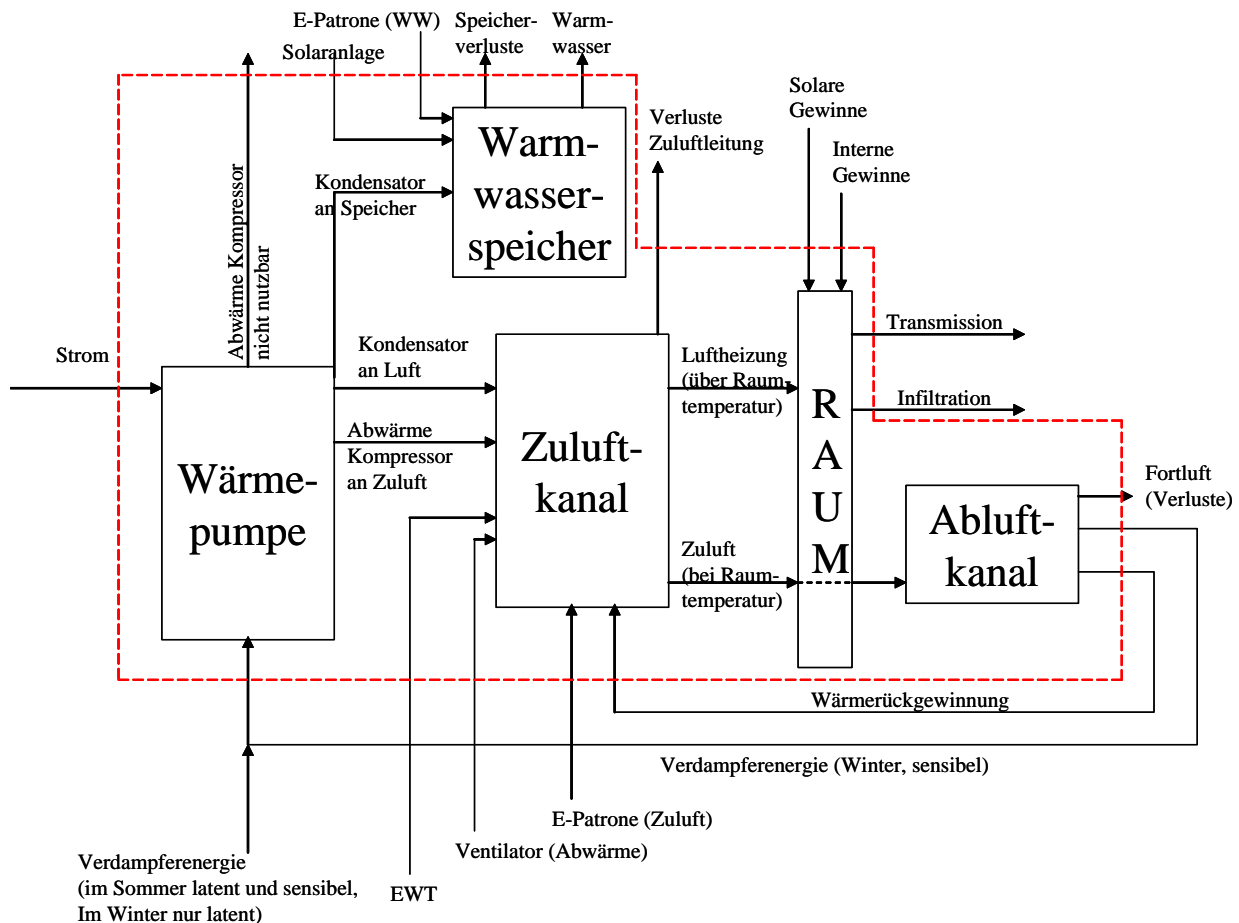 E-Patrone (WW)
Solaranlage
Speicher-
verluste
Warm-
wasser
Solare
Gewinne
Interne
Gewinne
Verluste
Zuluftleitung
Warm-
wasser-
speicher
Kondensator
an Speicher
Abwärme Kompressor
nicht nutzbar
Strom
Kondensator
an Luft
Abwärme
Kompressor
an Zuluft
Wärme-
pumpe
Zuluft-
kanal
Luftheizung
(über Raum-
temperatur)
Zuluft
(bei Raum-
temperatur)
R
A
U
M
Transmission
Infiltration
Abluft-
kanal
Fortluft
(Verluste)
Wärmerückgewinnung
Verdampferenergie (Winter, sensibel)
E-Patrone (Zuluft)
Ventilator (Abwärme)
EWT
Verdampferenergie
(im Sommer latent und sensibel,
Im Winter nur latent)